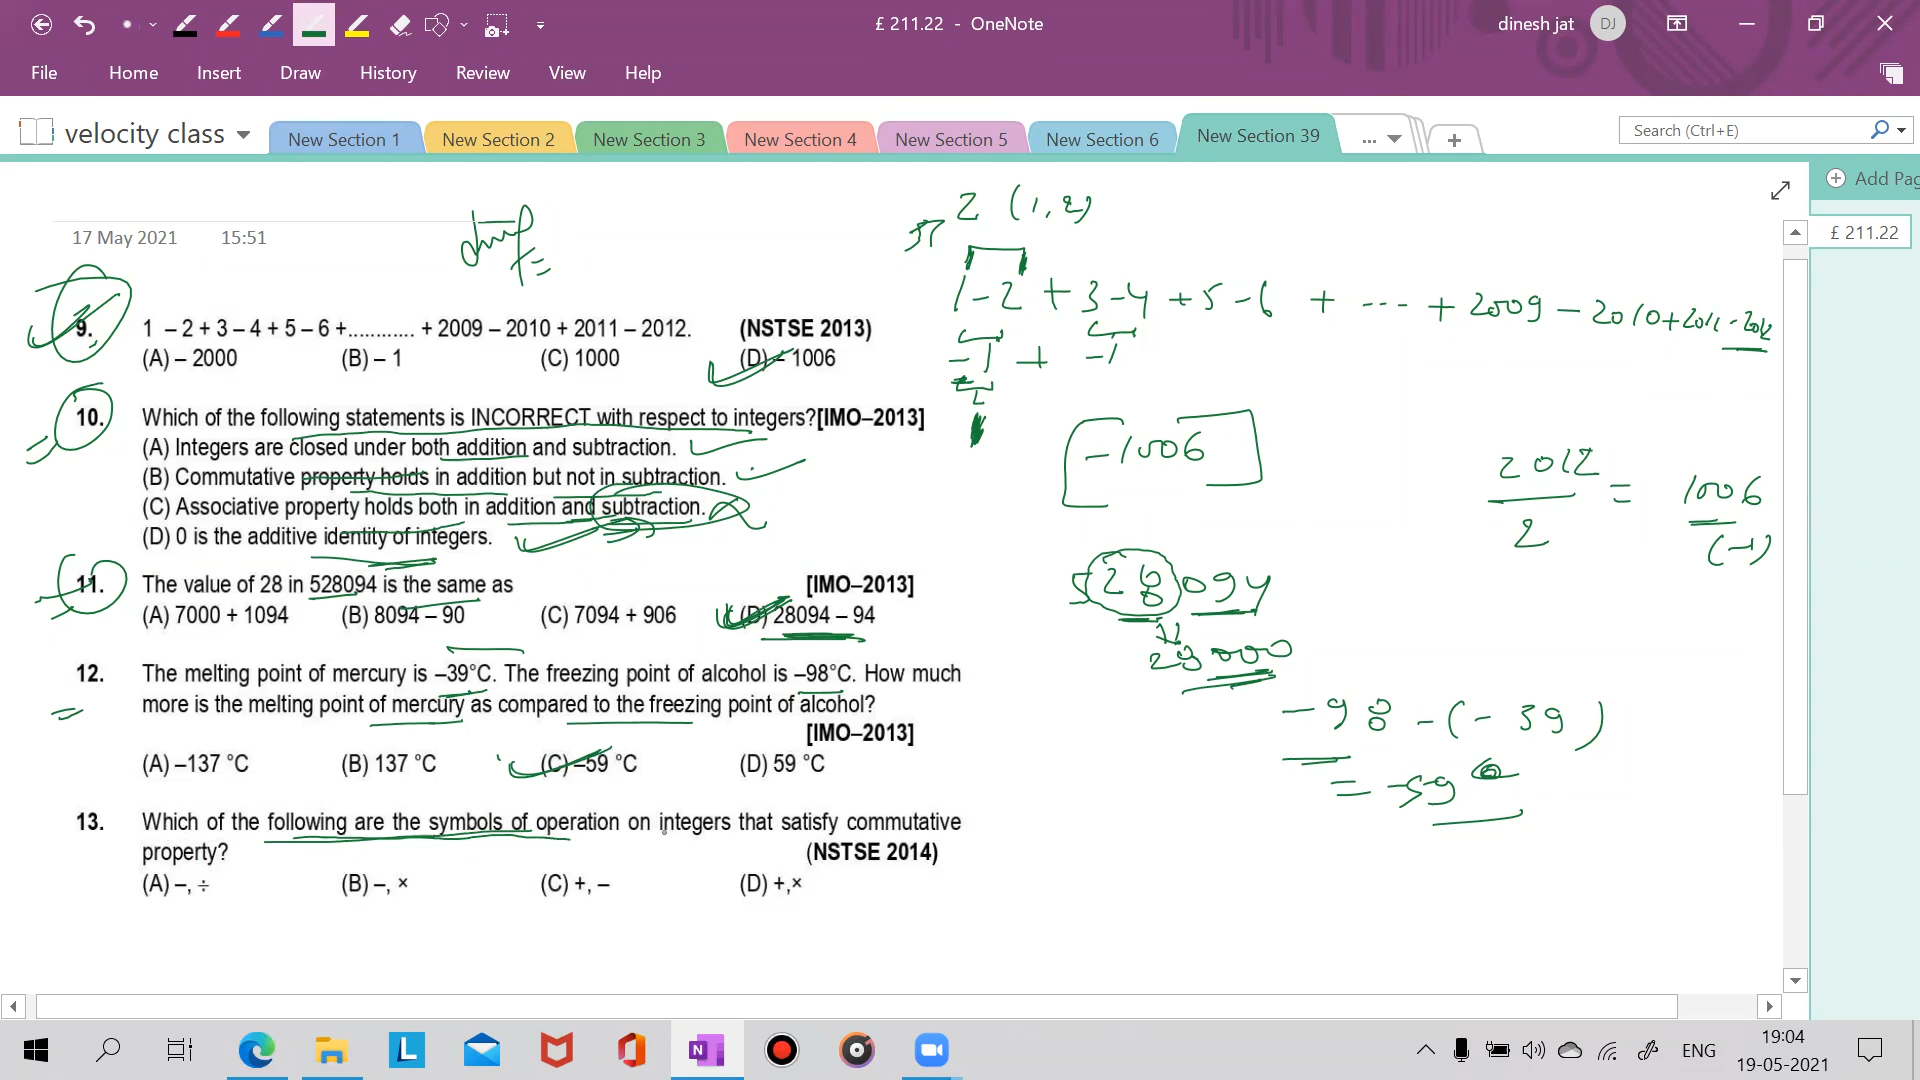 £ 211.22 - OneNote
dinesh jat
DJ
File Home Insert Draw History Review View Help
velocity class
New Section 1
New Section 2
New Section 3
New Section 4
New Section 5
New Section 6
New Section 39
...
Search (Ctrl+E)
Add Pag
£ 211.22
17 May 2021 15:51
9. 1 – 2 + 3 – 4 + 5 – 6 +............ + 2009 – 2010 + 2011 – 2012. (NSTSE 2013)
(A) – 2000 (B) – 1 (C) 1000 (D) – 1006
10. Which of the following statements is INCORRECT with respect to integers?[IMO–2013]
(A) Integers are closed under both addition and subtraction.
(B) Commutative property holds in addition but not in subtraction.
(C) Associative property holds both in addition and subtraction.
(D) 0 is the additive identity of integers.
11. The value of 28 in 528094 is the same as [IMO–2013]
(A) 7000 + 1094 (B) 8094 – 90 (C) 7094 + 906 (D) 28094 – 94
12. The melting point of mercury is –39°C. The freezing point of alcohol is –98°C. How much
more is the melting point of mercury as compared to the freezing point of alcohol?
[IMO–2013]
(A) –137 °C (B) 137 °C (C) –59 °C (D) 59 °C
13. Which of the following are the symbols of operation on integers that satisfy commutative
property? (NSTSE 2014)
(A) –, ÷ (B) –, × (C) +, – (D) +,×
2 (1, 2)
1 - 2 + 3 - 4 + 5 - 6 + --- + 2009 - 2010 + 2011 - 2012
-1 + -1
-1006
2012
2
= 1006
(-1)
528094
28000
-98 - (-39)
= -59
ENG
19:04
19-05-2021